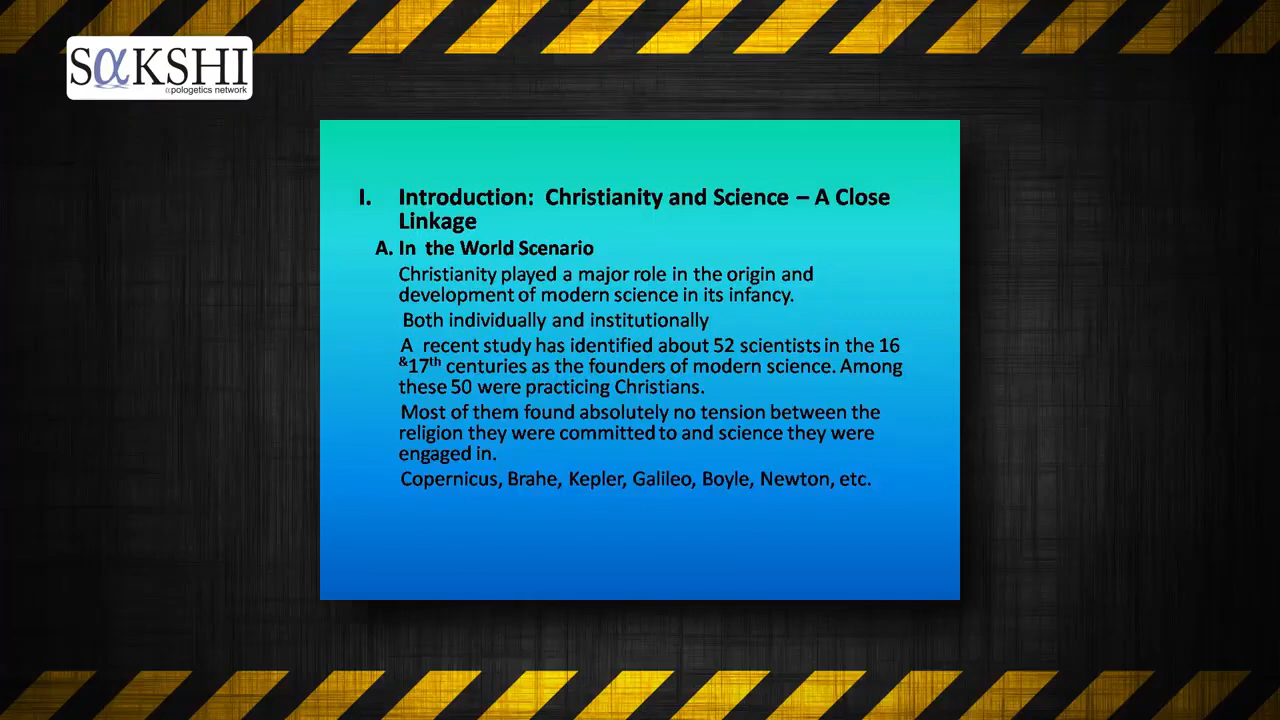 SαKSHI
αpologetics network
I. Introduction: Christianity and Science – A Close
Linkage
A. In the World Scenario
Christianity played a major role in the origin and
development of modern science in its infancy.
Both individually and institutionally
A recent study has identified about 52 scientists in the 16
&17th centuries as the founders of modern science. Among
these 50 were practicing Christians.
Most of them found absolutely no tension between the
religion they were committed to and science they were
engaged in.
Copernicus, Brahe, Kepler, Galileo, Boyle, Newton, etc.